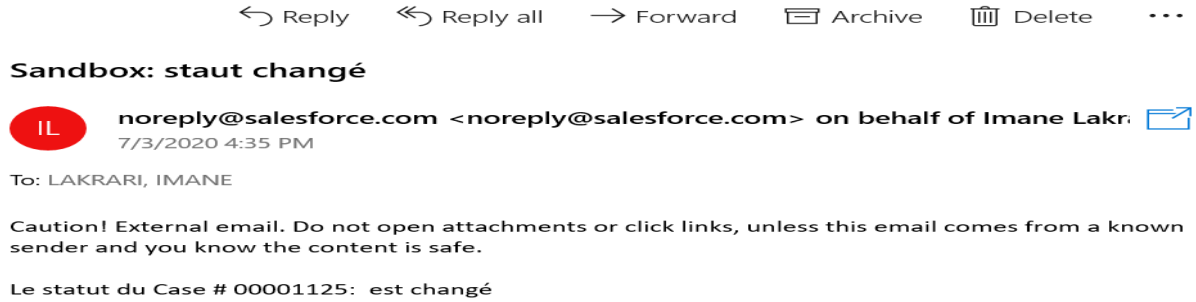 Reply Reply all Forward Archive Delete ...
Sandbox: staut changé
IL
noreply@salesforce.com <noreply@salesforce.com> on behalf of Imane
7/3/2020 4:35 PM
To: LAKRARI, IMANE
Caution! External email. Do not open attachments or click links, unless this email comes from a known
sender and you know the content is safe.
Le statut du Case # 00001125:  est changé